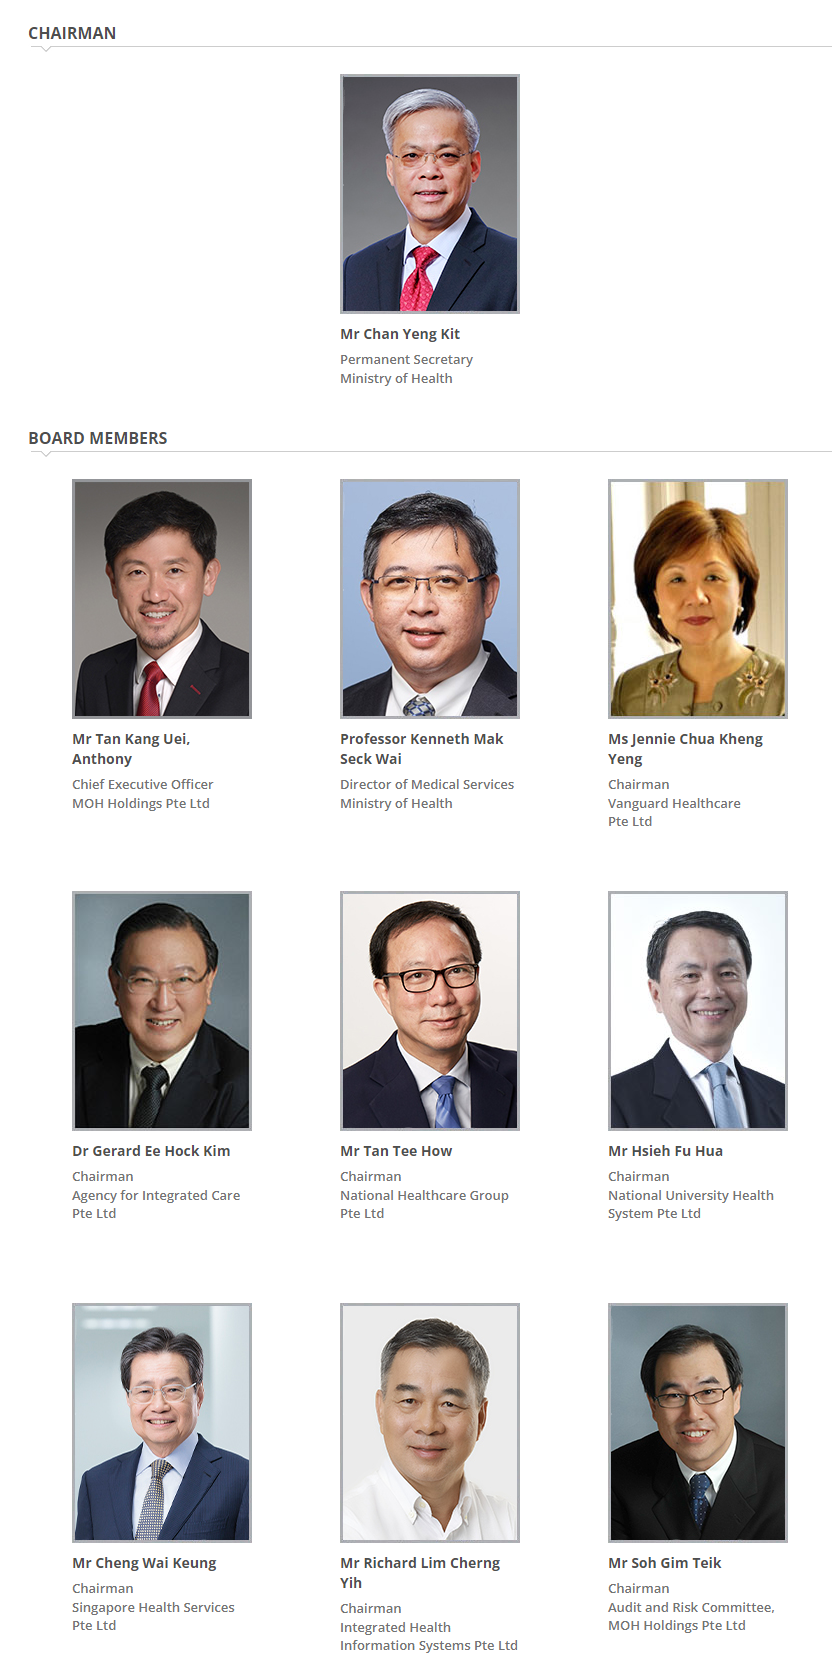 CHAIRMAN
Mr Chan Yeng Kit
Permanent Secretary
Ministry of Health
BOARD MEMBERS
Mr Tan Kang Uei,
Anthony
Chief Executive Officer
MOH Holdings Pte Ltd
Professor Kenneth Mak
Seck Wai
Director of Medical Services
Ministry of Health
Ms Jennie Chua Kheng
Yeng
Chairman
Vanguard Healthcare
Pte Ltd
Dr Gerard Ee Hock Kim
Chairman
Agency for Integrated Care
Pte Ltd
Mr Tan Tee How
Chairman
National Healthcare Group
Pte Ltd
Mr Hsieh Fu Hua
Chairman
National University Health
System Pte Ltd
Mr Cheng Wai Keung
Chairman
Singapore Health Services
Pte Ltd
Mr Richard Lim Cherng
Yih
Chairman
Integrated Health
Information Systems Pte Ltd
Mr Soh Gim Teik
Chairman
Audit and Risk Committee,
MOH Holdings Pte Ltd